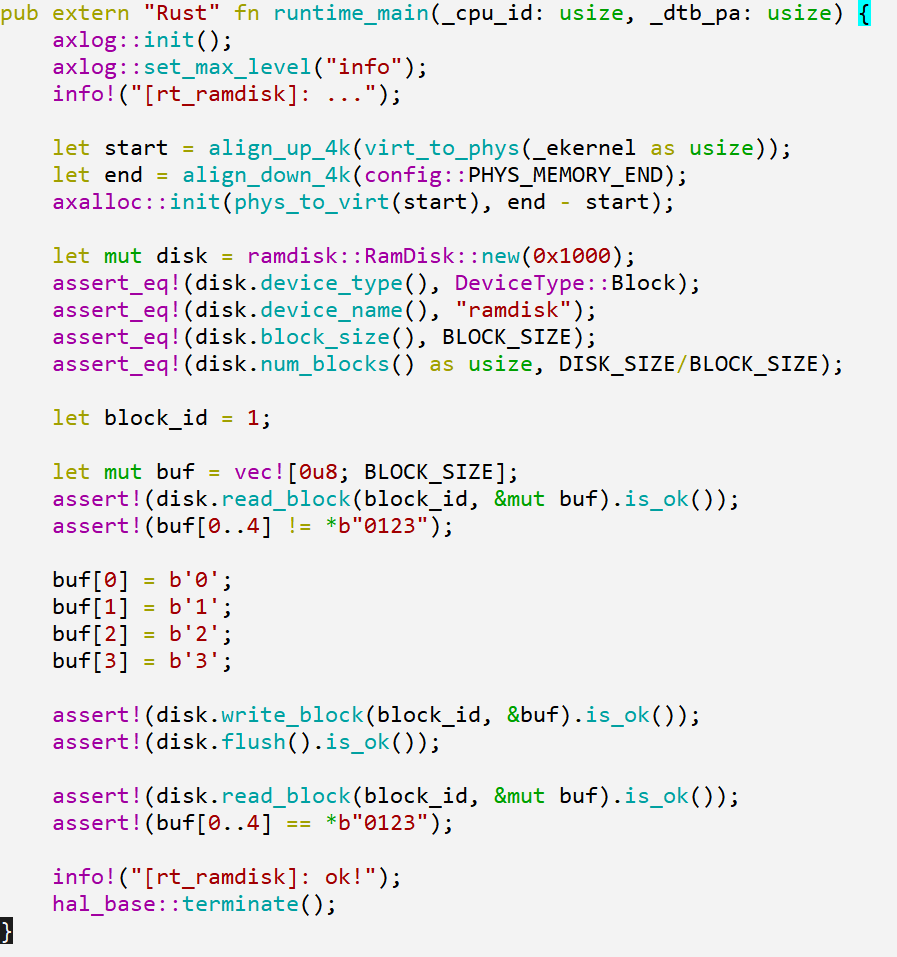 pub extern "Rust" fn runtime_main(_cpu_id: usize, _dtb_pa: usize) {
    axlog::init();
    axlog::set_max_level("info");
    info!("[rt_ramdisk]: ...");

    let start = align_up_4k(virt_to_phys(_ekernel as usize));
    let end = align_down_4k(config::PHYS_MEMORY_END);
    axalloc::init(phys_to_virt(start), end - start);

    let mut disk = ramdisk::RamDisk::new(0x1000);
    assert_eq!(disk.device_type(), DeviceType::Block);
    assert_eq!(disk.device_name(), "ramdisk");
    assert_eq!(disk.block_size(), BLOCK_SIZE);
    assert_eq!(disk.num_blocks() as usize, DISK_SIZE/BLOCK_SIZE);

    let block_id = 1;

    let mut buf = vec![0u8; BLOCK_SIZE];
    assert!(disk.read_block(block_id, &mut buf).is_ok());
    assert!(buf[0..4] != *b"0123");

    buf[0] = b'0';
    buf[1] = b'1';
    buf[2] = b'2';
    buf[3] = b'3';

    assert!(disk.write_block(block_id, &buf).is_ok());
    assert!(disk.flush().is_ok());

    assert!(disk.read_block(block_id, &mut buf).is_ok());
    assert!(buf[0..4] == *b"0123");

    info!("[rt_ramdisk]: ok!");
    hal_base::terminate();
}